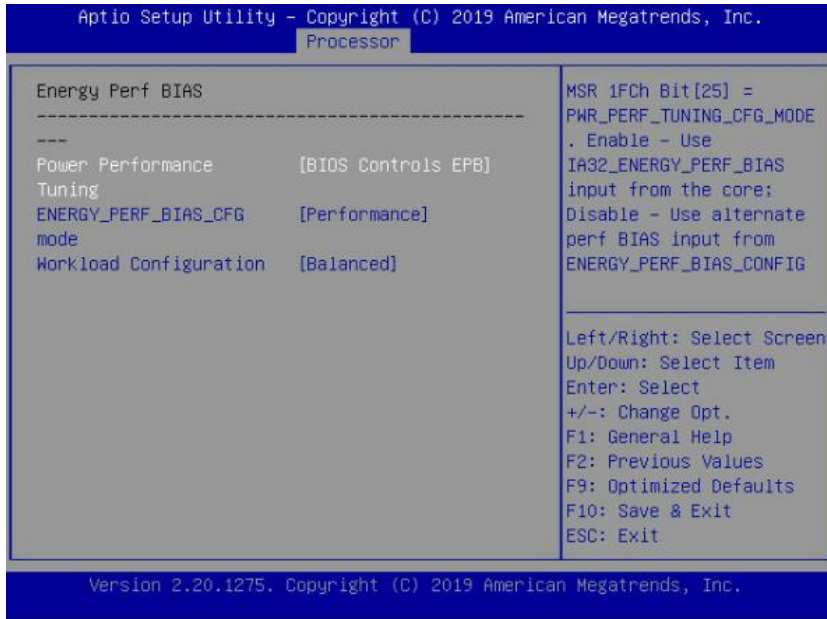 Aptio Setup Utility – Copyright (C) 2019 American Megatrends, Inc.
Processor
Energy Perf BIAS
------------------------------------------------
---
Power Performance [BIOS Controls EPB]
Tuning
ENERGY_PERF_BIAS_CFG [Performance]
mode
Workload Configuration [Balanced]
MSR 1FCh Bit[25] =
PWR_PERF_TUNING_CFG_MODE
. Enable – Use
IA32_ENERGY_PERF_BIAS
input from the core;
Disable – Use alternate
perf BIAS input from
ENERGY_PERF_BIAS_CONFIG
Left/Right: Select Screen
Up/Down: Select Item
Enter: Select
+/-: Change Opt.
F1: General Help
F2: Previous Values
F9: Optimized Defaults
F10: Save & Exit
ESC: Exit
Version 2.20.1275. Copyright (C) 2019 American Megatrends, Inc.